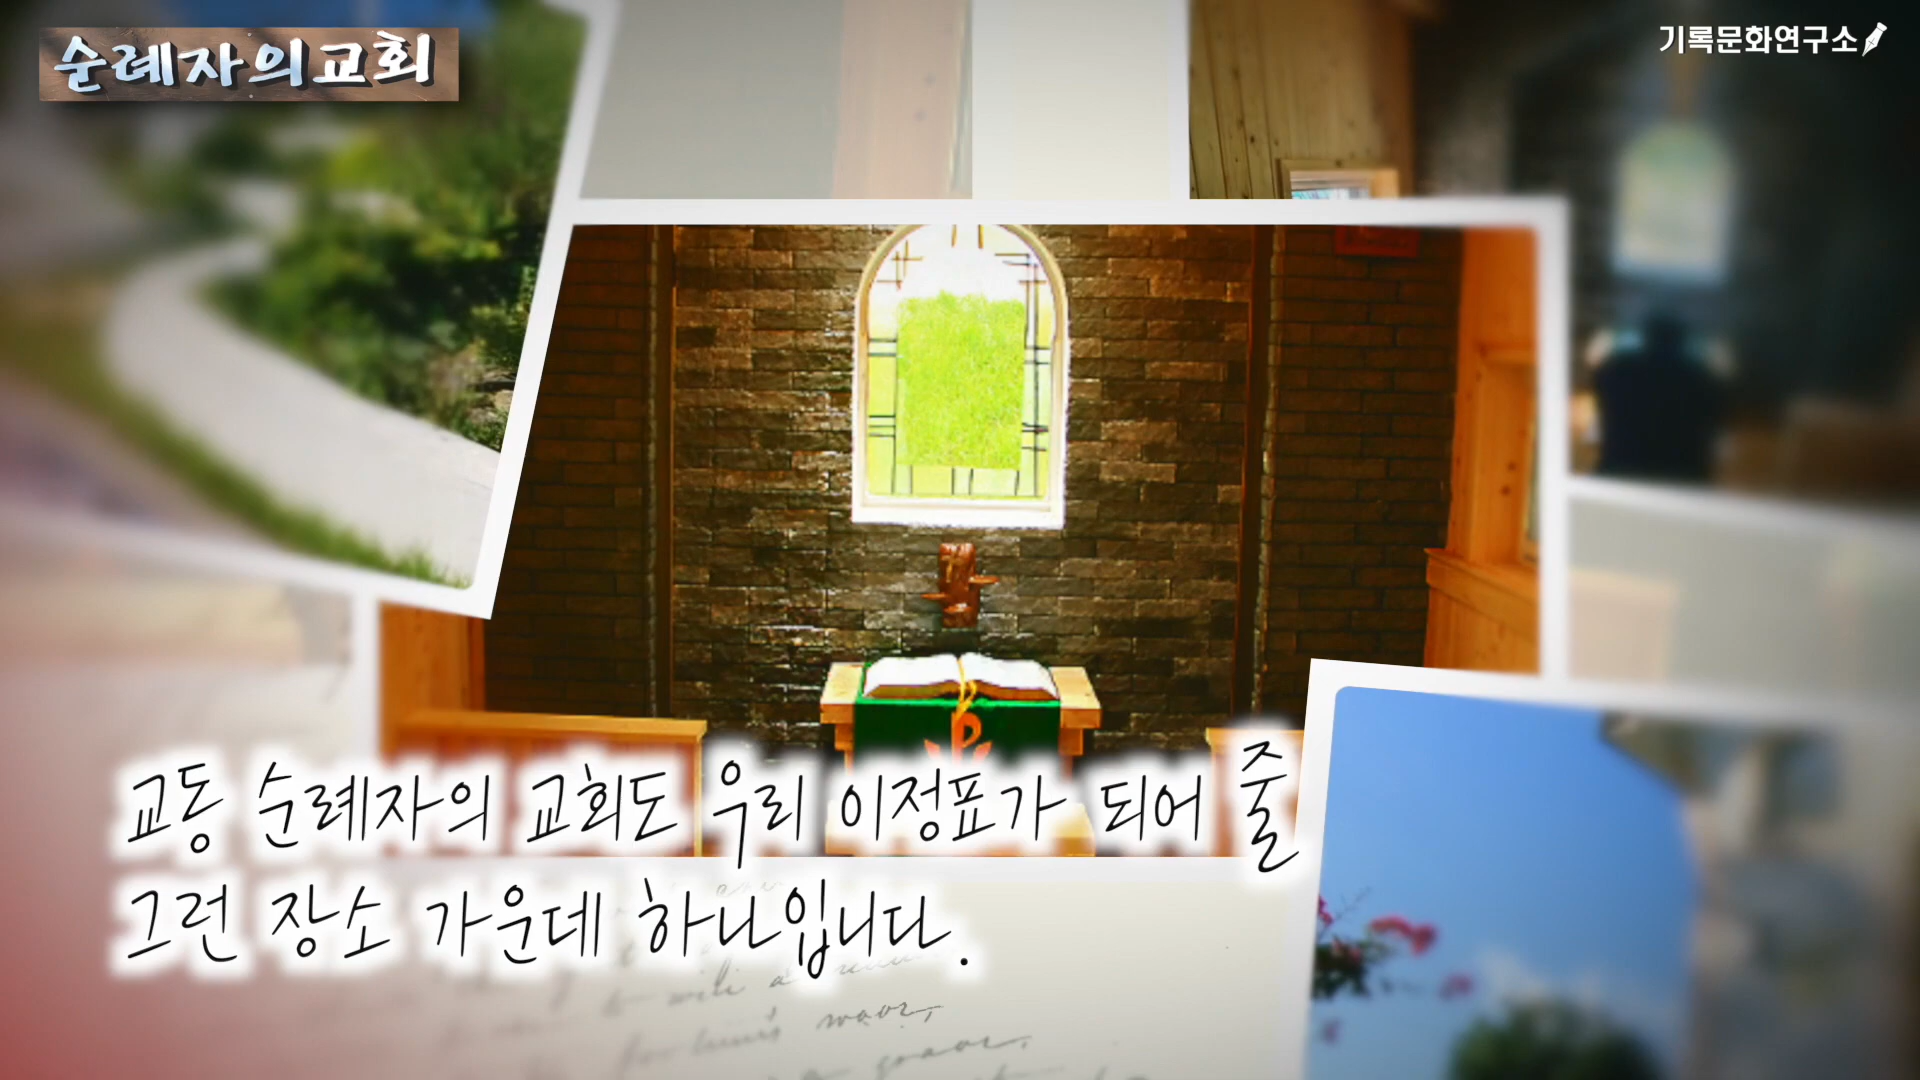 순례자의교회
기록문화연구소
교동 순례자의 교회도 우리 이정표가 되어 줄
그런 장소 가운데 하나입니다.